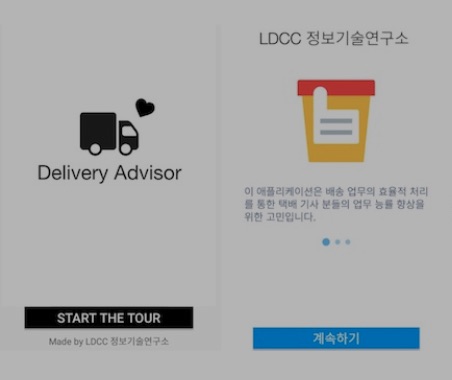 Delivery Advisor
START THE TOUR
Made by LDCC 정보기술연구소
LDCC 정보기술연구소
이 애플리케이션은 배송 업무의 효율적 처리
를 통한 택배 기사 분들의 업무 능률 향상을
위한 고민입니다.
계속하기